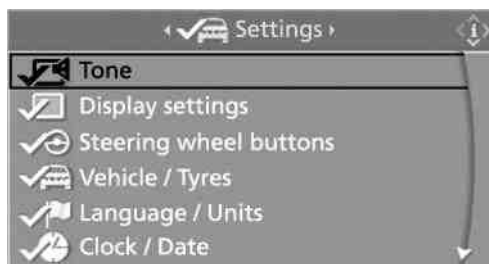 Settings
Tone
Display settings
Steering wheel buttons
Vehicle / Tyres
Language / Units
Clock / Date